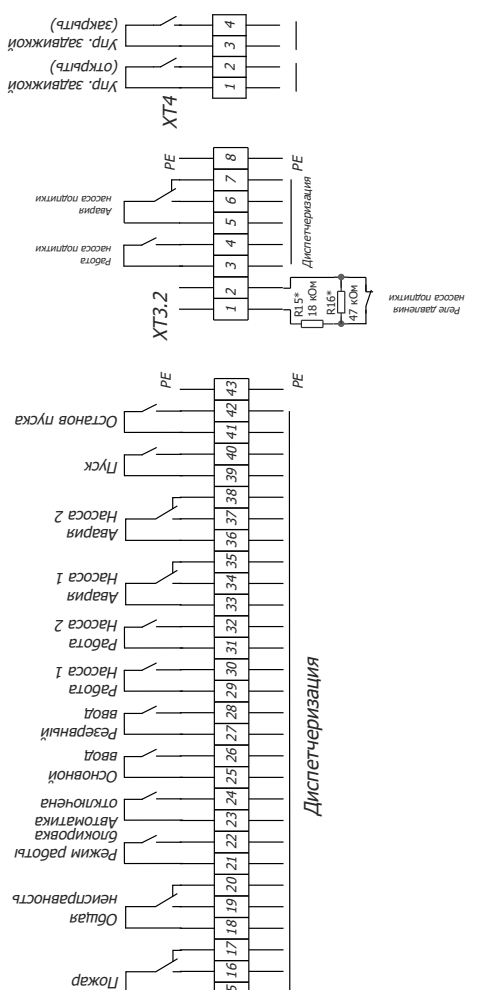 Упр. задвижкой
(закрыть)
4
3
Упр. задвижкой
(открыть)
2
1
XT4
PE
8
PE
7
Авария
насоса подпитки
6
5
Работа
насоса подпитки
4
3
Диспетчеризация
XT3.2
2
1
R15*
18 кОм
R16*
47 кОм
Реле давления
насоса подпитки
PE
43
PE
Останов пуска
42
41
Пуск
40
39
38
Авария
Насоса 2
37
36
35
Авария
Насоса 1
34
33
Работа
Насоса 2
32
31
Работа
Насоса 1
30
29
Резервный
ввод
28
27
Основной
ввод
26
25
Автоматика
отключена
24
23
Режим работы
блокировка
22
21
20
Общая
неисправность
19
18
17
Пожар
16
Диспетчеризация